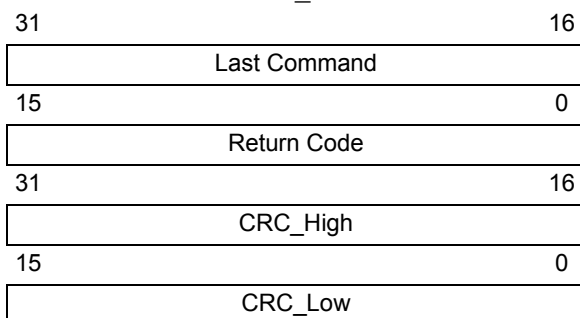 31 16
Last Command
15 0
Return Code
31 16
CRC_High
15 0
CRC_Low